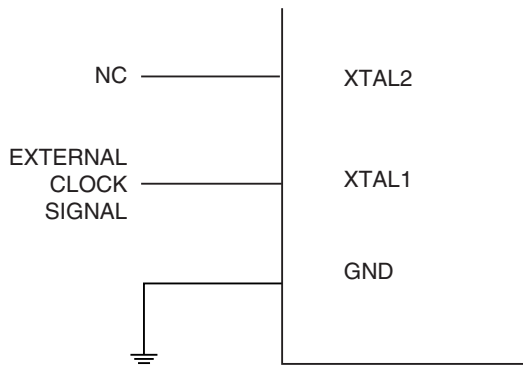 NC
XTAL2
EXTERNAL
CLOCK
SIGNAL
XTAL1
GND